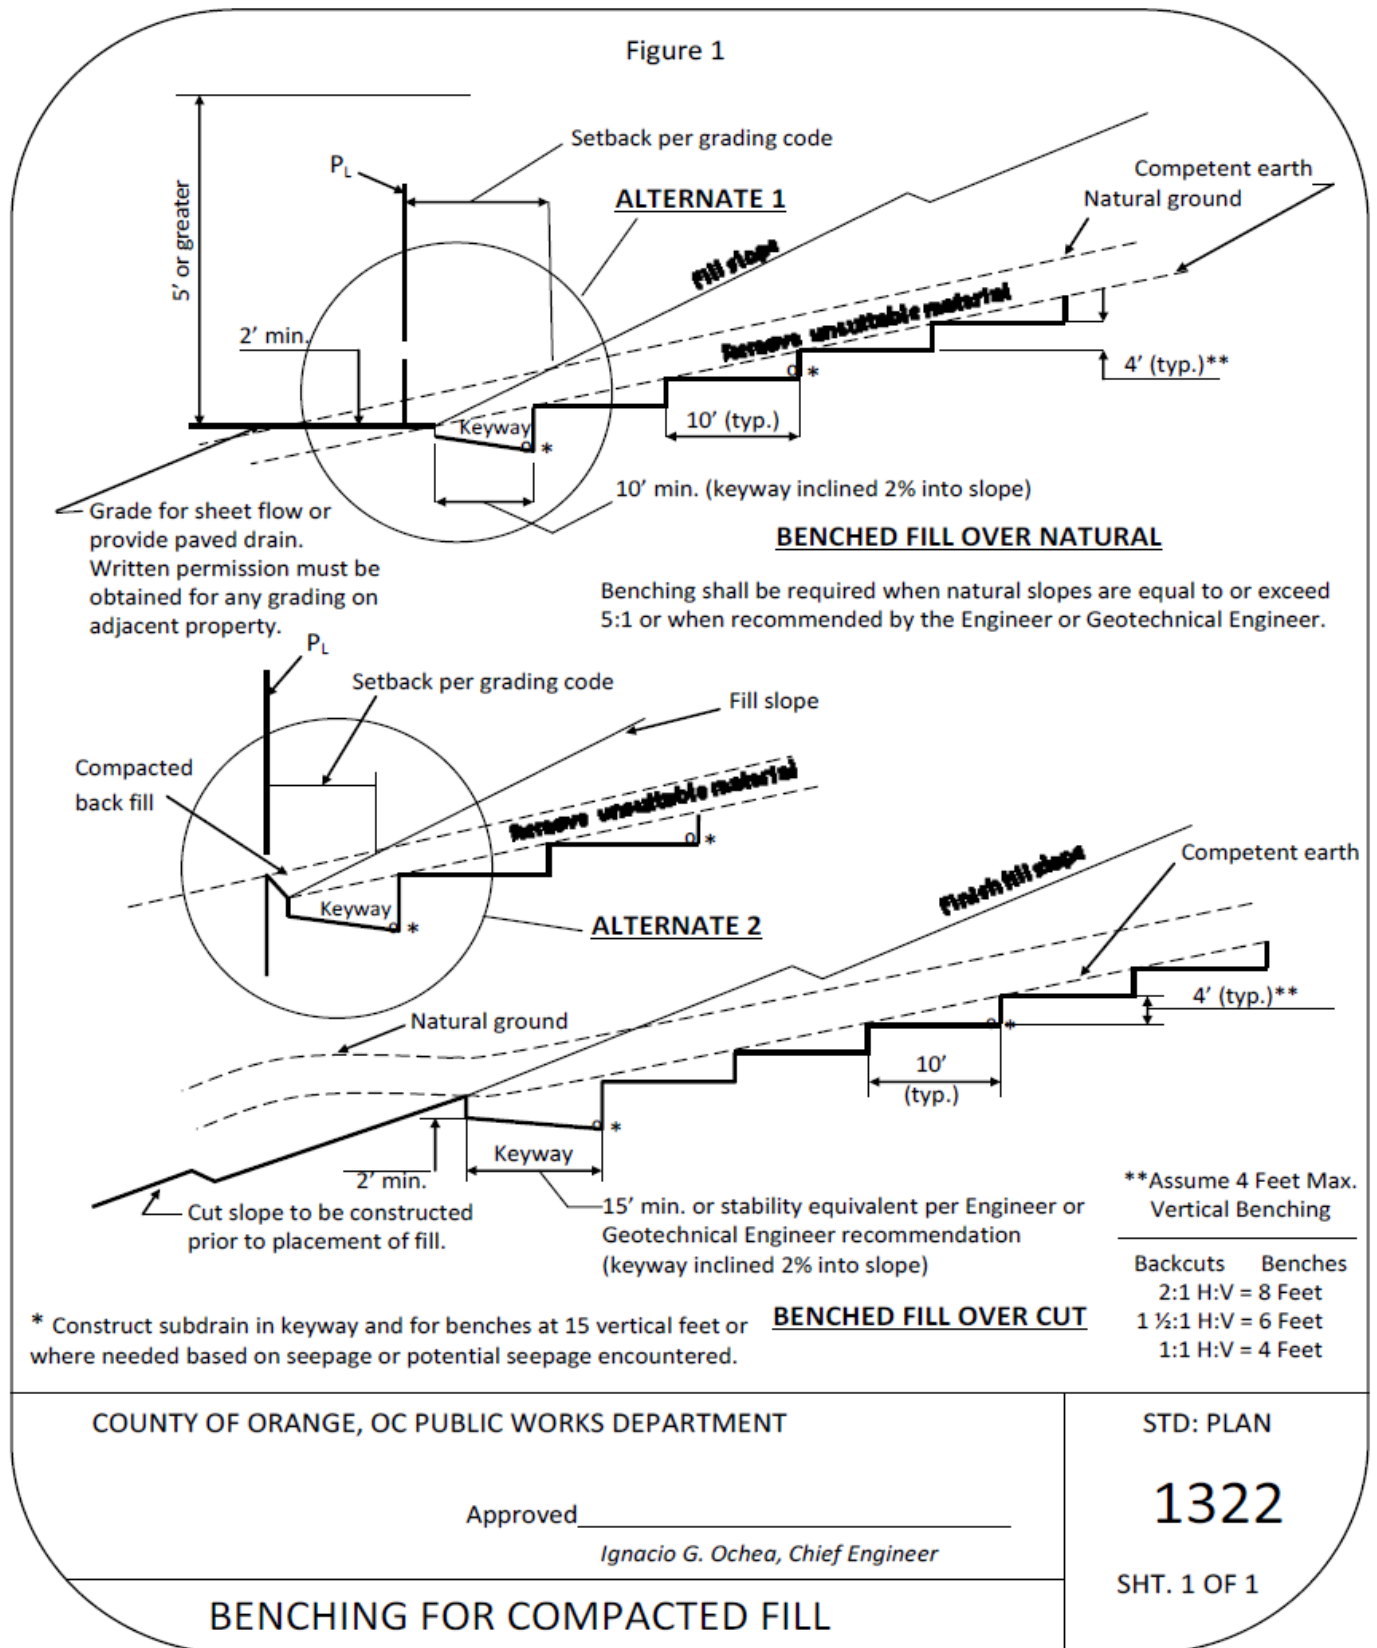 Figure 1
Setback per grading code
PL
ALTERNATE 1
Competent earth
Natural ground
5' or greater
Fill slope
2' min.
Remove unsuitable material
4' (typ.)**
*
10' (typ.)
Keyway
*
10' min. (keyway inclined 2% into slope)
Grade for sheet flow or
provide paved drain.
Written permission must be
obtained for any grading on
adjacent property.
BENCHED FILL OVER NATURAL
Benching shall be required when natural slopes are equal to or exceed
5:1 or when recommended by the Engineer or Geotechnical Engineer.
PL
Setback per grading code
Fill slope
Compacted
back fill
Remove unsuitable material
*
Keyway
*
ALTERNATE 2
Finish fill slope
Competent earth
4' (typ.)**
Natural ground
*
10'
(typ.)
*
Keyway
2' min.
Cut slope to be constructed
prior to placement of fill.
15' min. or stability equivalent per Engineer or
Geotechnical Engineer recommendation
(keyway inclined 2% into slope)
**Assume 4 Feet Max.
Vertical Benching
Backcuts Benches
2:1 H:V = 8 Feet
1 ½:1 H:V = 6 Feet
1:1 H:V = 4 Feet
BENCHED FILL OVER CUT
* Construct subdrain in keyway and for benches at 15 vertical feet or
where needed based on seepage or potential seepage encountered.
COUNTY OF ORANGE, OC PUBLIC WORKS DEPARTMENT
Approved
Ignacio G. Ochea, Chief Engineer
STD: PLAN
1322
SHT. 1 OF 1
BENCHING FOR COMPACTED FILL